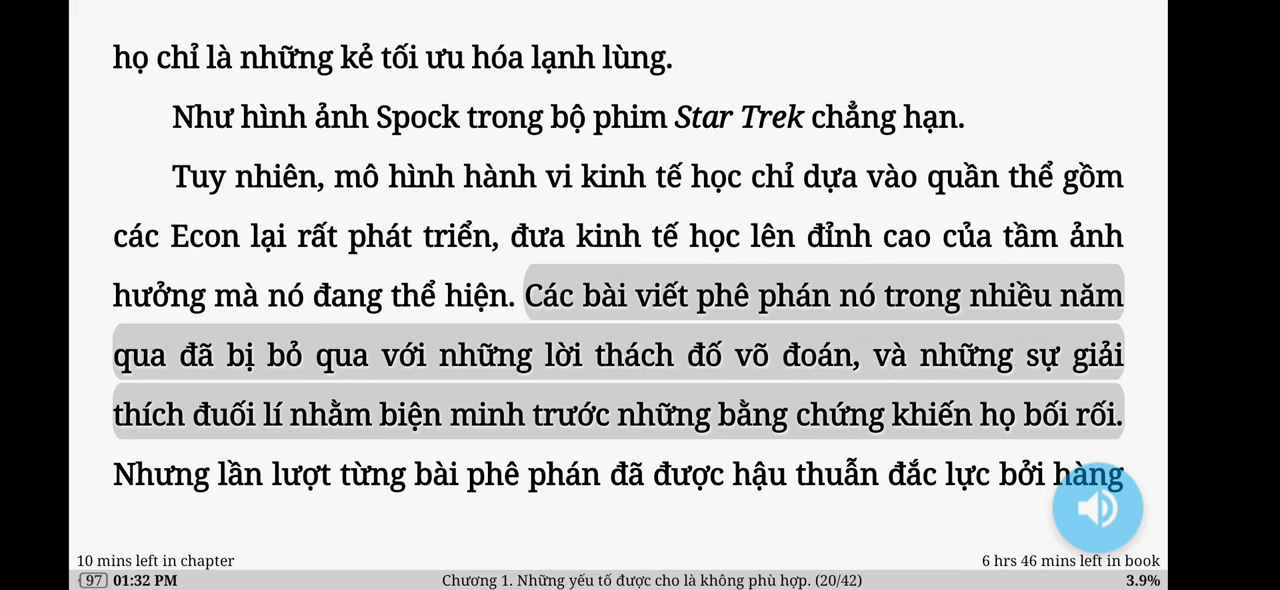 họ chỉ là những kẻ tối ưu hóa lạnh lùng.
Như hình ảnh Spock trong bộ phim Star Trek chẳng hạn.
Tuy nhiên, mô hình hành vi kinh tế học chỉ dựa vào quần thể gồm
các Econ lại rất phát triển, đưa kinh tế học lên đỉnh cao của tầm ảnh
hưởng mà nó đang thể hiện. Các bài viết phê phán nó trong nhiều năm
qua đã bị bỏ qua với những lời thách đố võ đoán, và những sự giải
thích đuối lí nhằm biện minh trước những bằng chứng khiến họ bối rối.
Nhưng lần lượt từng bài phê phán đã được hậu thuẫn đắc lực bởi hàng
10 mins left in chapter
6 hrs 46 mins left in book
97 01:32 PM
Chương 1. Những yếu tố được cho là không phù hợp. (20/42)
3.9%